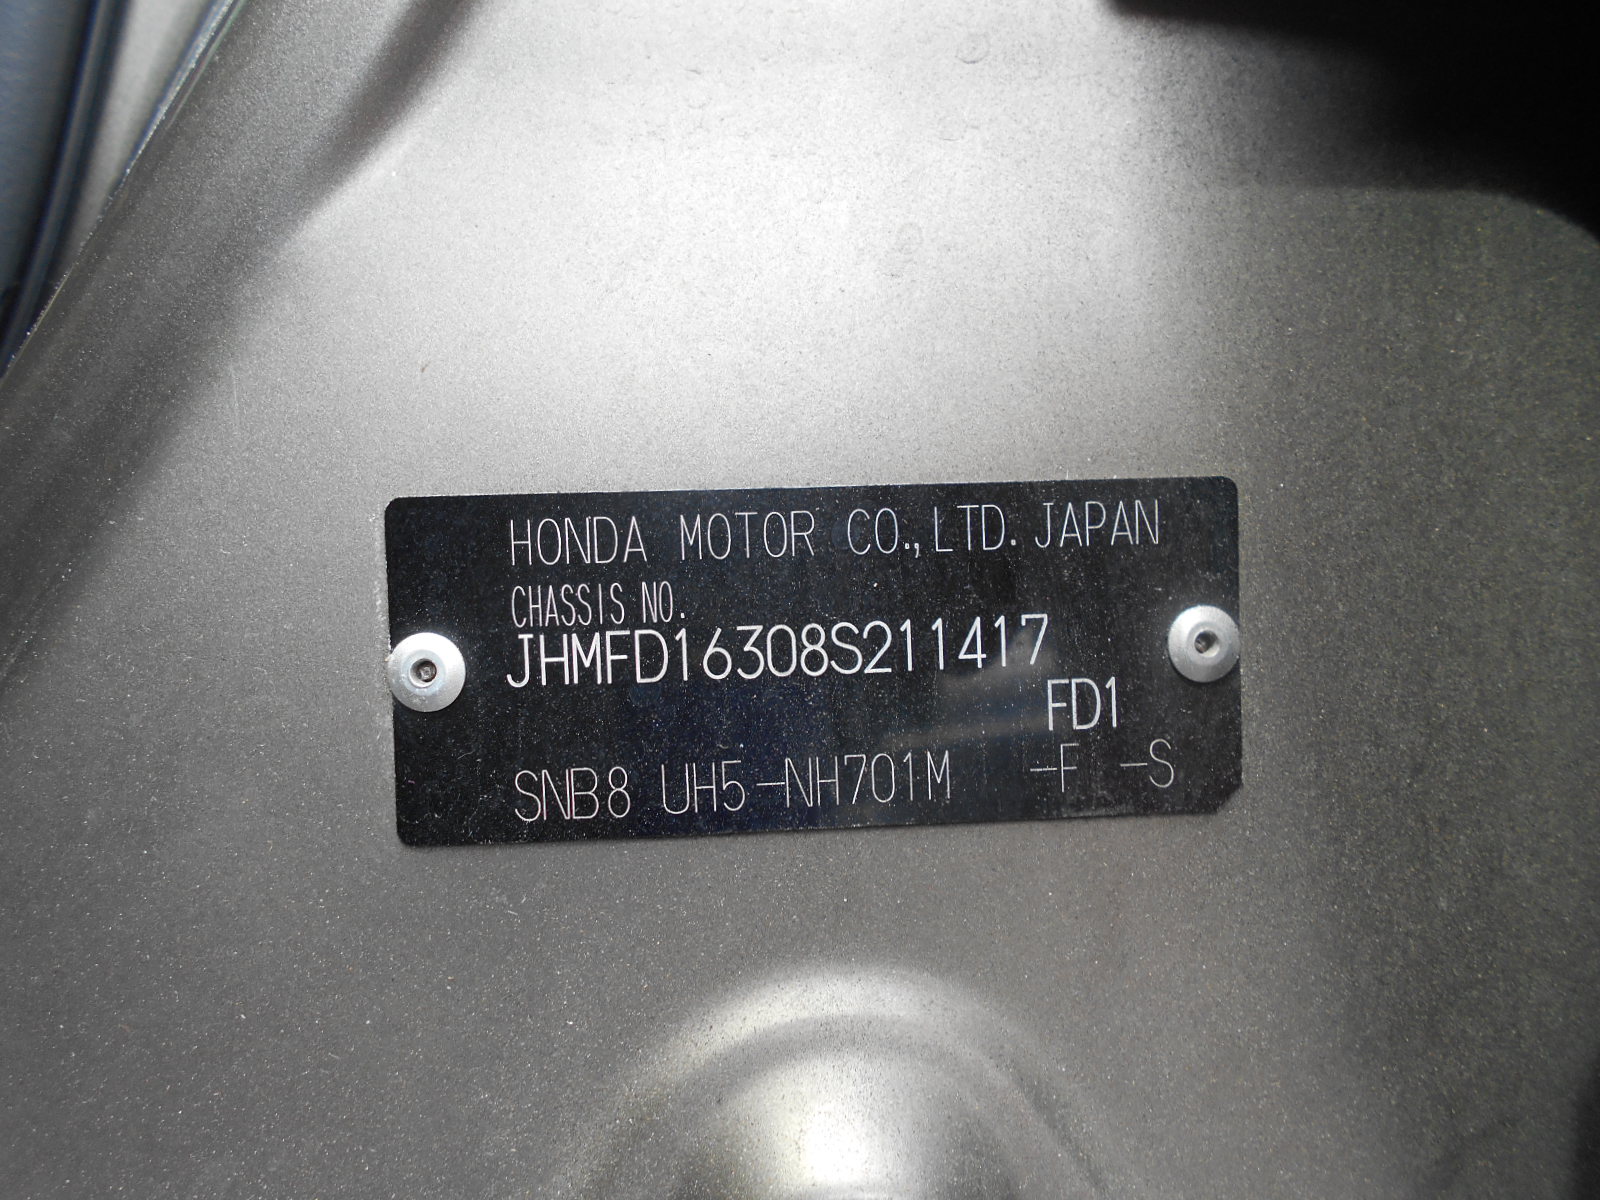 HONDA MOTOR CO.,LTD. JAPAN
CHASSIS NO.
JHMFD16308S211417
FD1
SNB8 UH5-NH701M -F -S